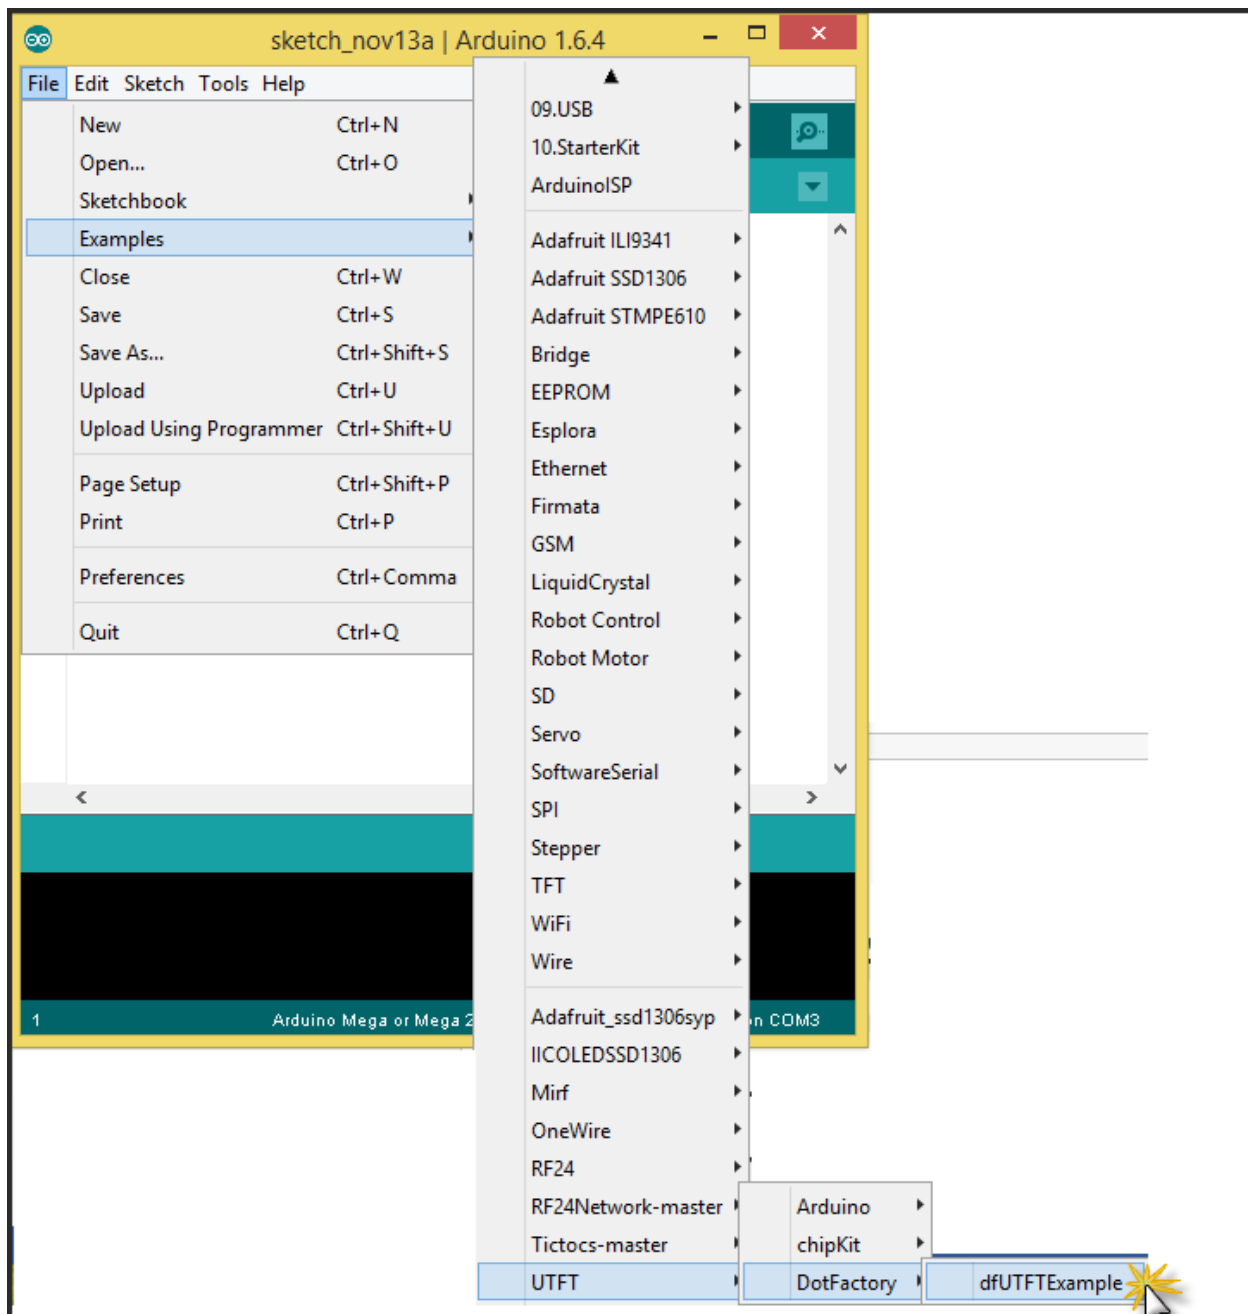 sketch_nov13a | Arduino 1.6.4
File Edit Sketch Tools Help
New Ctrl+N
Open... Ctrl+O
Sketchbook
Examples
Close Ctrl+W
Save Ctrl+S
Save As... Ctrl+Shift+S
Upload Ctrl+U
Upload Using Programmer Ctrl+Shift+U
Page Setup Ctrl+Shift+P
Print Ctrl+P
Preferences Ctrl+Comma
Quit Ctrl+Q
09.USB
10.StarterKit
ArduinoISP
Adafruit ILI9341
Adafruit SSD1306
Adafruit STMPE610
Bridge
EEPROM
Esplora
Ethernet
Firmata
GSM
LiquidCrystal
Robot Control
Robot Motor
SD
Servo
SoftwareSerial
SPI
Stepper
TFT
WiFi
Wire
Adafruit_ssd1306syp
IICOLEDSSD1306
Mirf
OneWire
RF24
RF24Network-master
Tictocs-master
UTFT
Arduino
chipKit
DotFactory
dfUTFTExample
1 Arduino Mega or Mega 2 on COM3